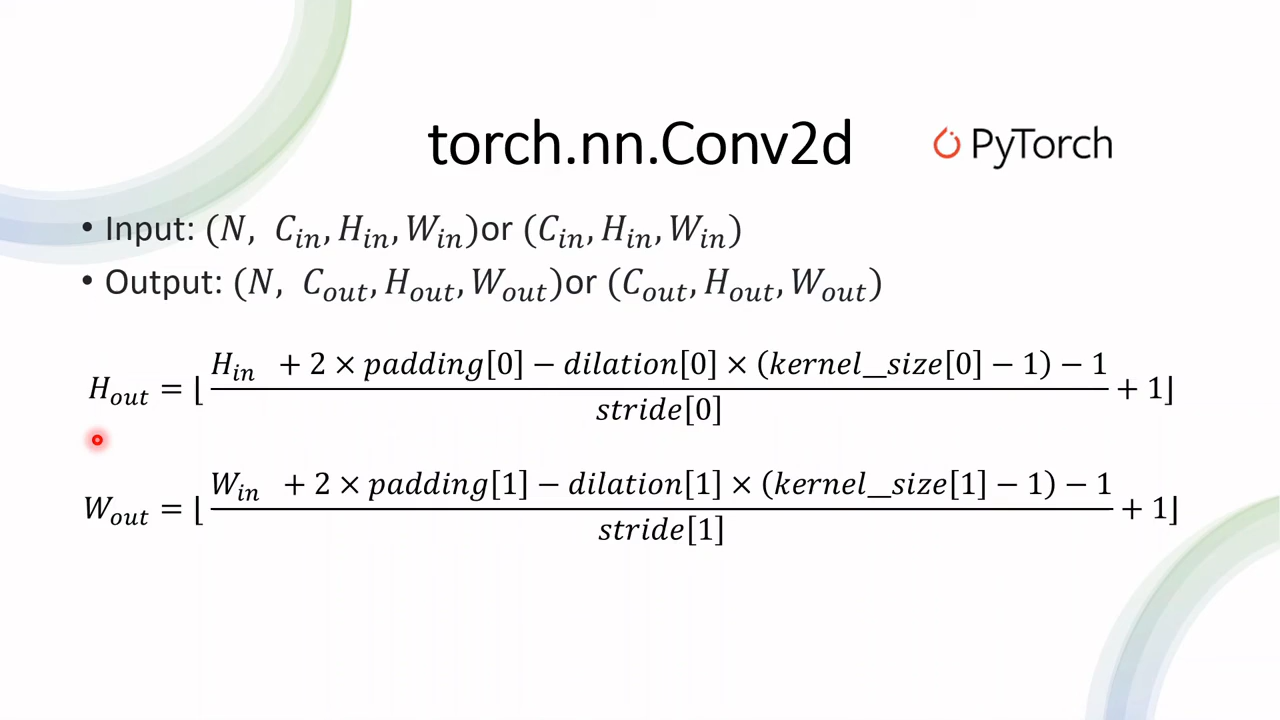 torch.nn.Conv2d
PyTorch
• Input: (N, C_in, H_in, W_in)or (C_in, H_in, W_in)
• Output: (N, C_out, H_out, W_out)or (C_out, H_out, W_out)
H_out = ⌊ (H_in + 2 × padding[0] − dilation[0] × (kernel_size[0] − 1) − 1) / stride[0] + 1⌋
W_out = ⌊ (W_in + 2 × padding[1] − dilation[1] × (kernel_size[1] − 1) − 1) / stride[1] + 1⌋